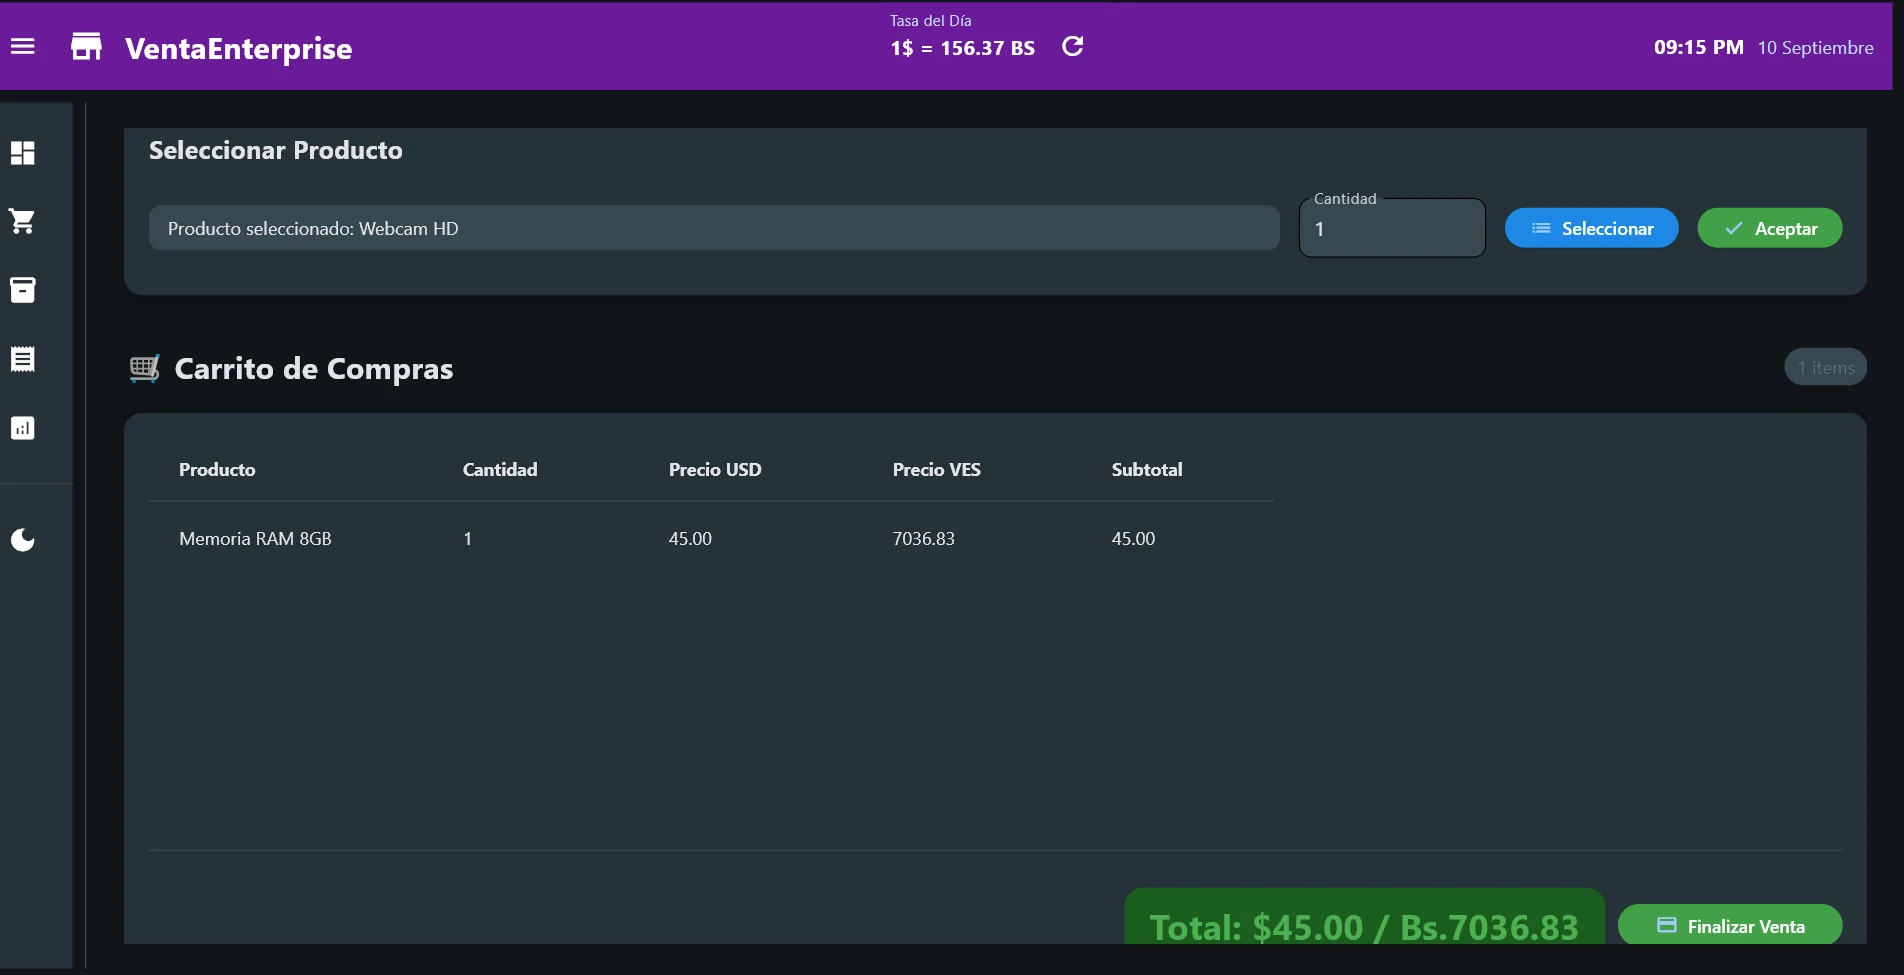 Tasa del Día
VentaEnterprise
1$ = 156.37 BS
09:15 PM 10 Septiembre
Seleccionar Producto
Cantidad
Producto seleccionado: Webcam HD
1
Seleccionar
Aceptar
Carrito de Compras
1 items
Producto Cantidad Precio USD Precio VES Subtotal
Memoria RAM 8GB 1 45.00 7036.83 45.00
Total: $45.00 / Bs.7036.83
Finalizar Venta